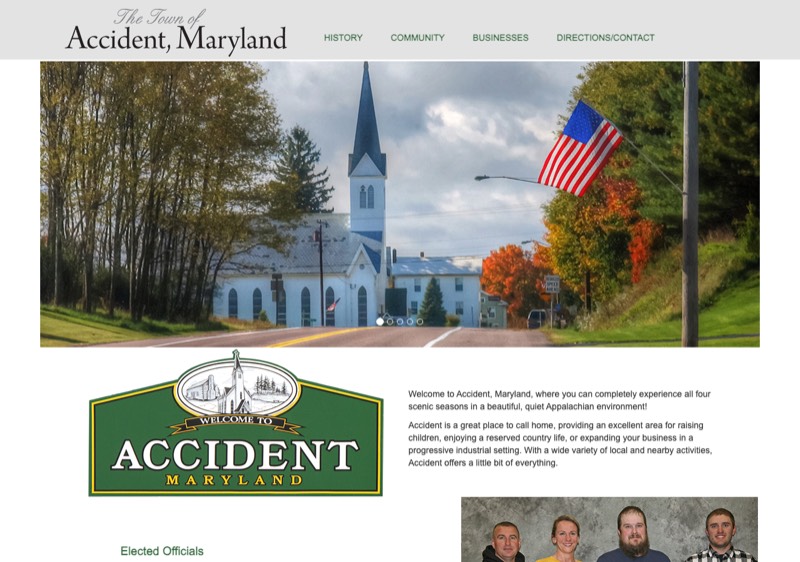 The Town of
Accident, Maryland
HISTORY COMMUNITY BUSINESSES DIRECTIONS/CONTACT
WELCOME TO
ACCIDENT
MARYLAND
Welcome to Accident, Maryland, where you can completely experience all four
scenic seasons in a beautiful, quiet Appalachian environment!
Accident is a great place to call home, providing an excellent area for raising
children, enjoying a reserved country life, or expanding your business in a
progressive industrial setting. With a wide variety of local and nearby activities,
Accident offers a little bit of everything.
Elected Officials